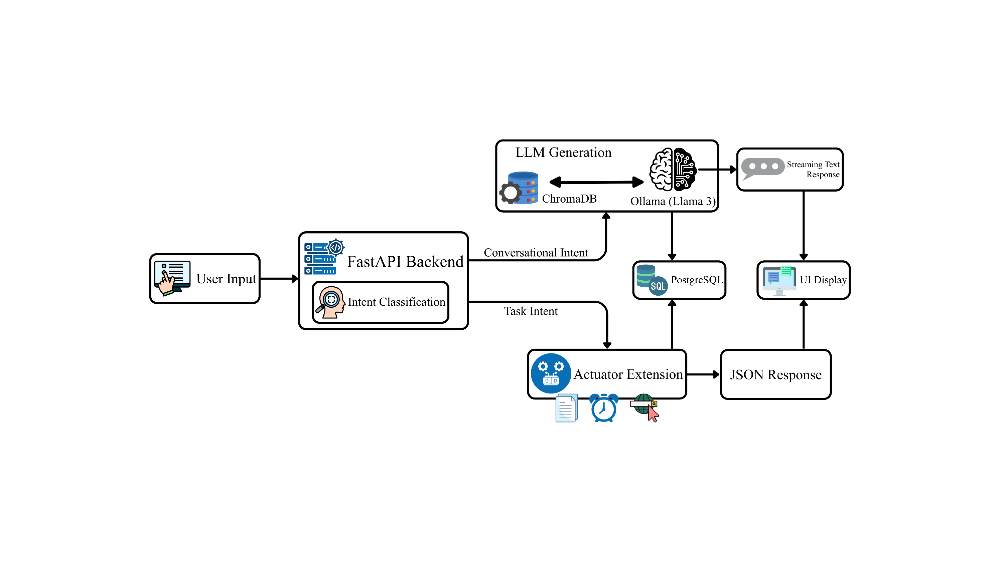 LLM Generation
ChromaDB
Ollama (Llama 3)
Streaming Text
Response
Conversational Intent
FastAPI Backend
User Input
Intent Classification
Task Intent
SQL
PostgreSQL
UI Display
Actuator Extension
JSON Response